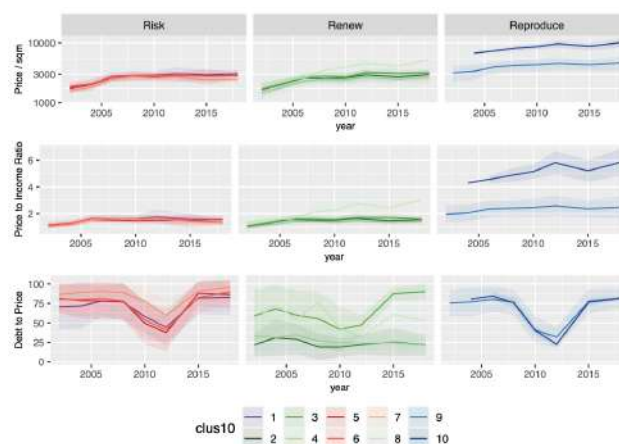 Risk Renew Reproduce
Price / sqm
10000
3000
1000
2005 2010 2015 2005 2010 2015 2005 2010 2015
year year year
Price to income Ratio
6
4
2
2005 2010 2015 2005 2010 2015 2005 2010 2015
Debt to Price
100
75
50
25
0
2005 2010 2015 2005 2010 2015 2005 2010 2015
year
clus10
1 3 5 7 9
2 4 6 8 10